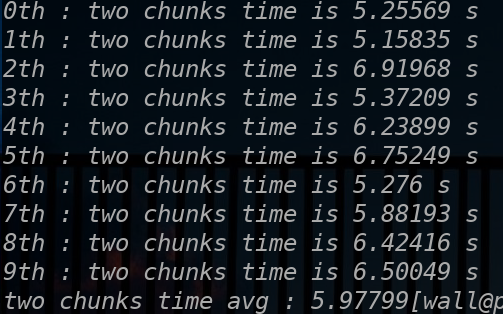 0th : two chunks time is 5.25569 s
1th : two chunks time is 5.15835 s
2th : two chunks time is 6.91968 s
3th : two chunks time is 5.37209 s
4th : two chunks time is 6.23899 s
5th : two chunks time is 6.75249 s
6th : two chunks time is 5.276 s
7th : two chunks time is 5.88193 s
8th : two chunks time is 6.42416 s
9th : two chunks time is 6.50049 s
two chunks time avg : 5.97799[wall@p